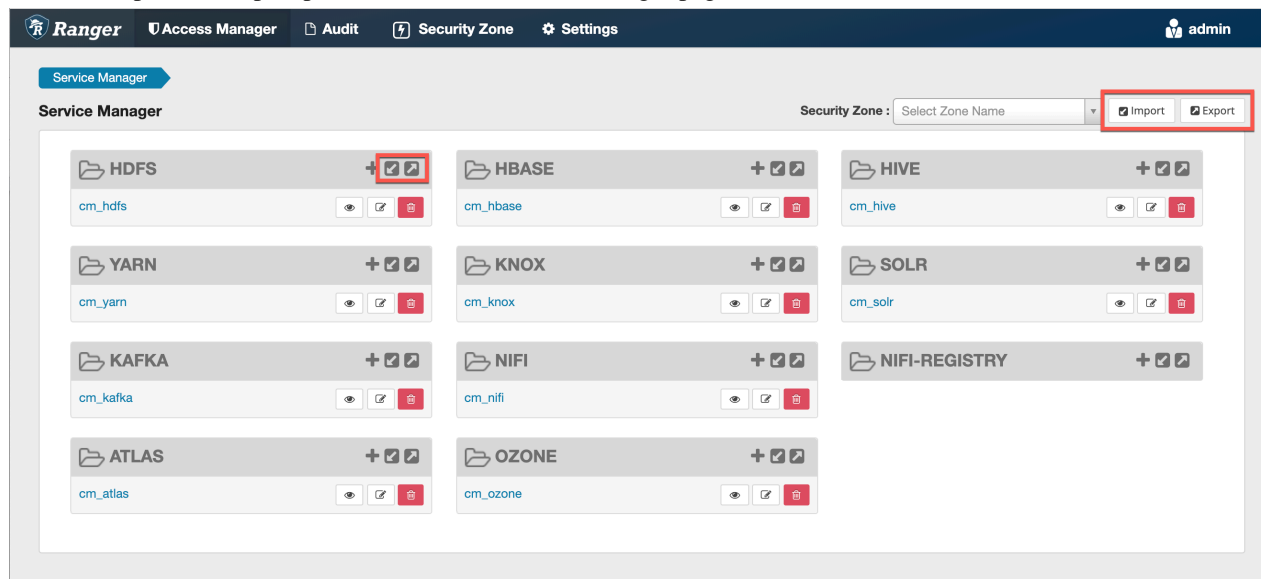 Ranger Access Manager Audit Security Zone Settings admin
Service Manager
Service Manager Security Zone : Select Zone Name Import Export
HDFS HBASE HIVE
cm_hdfs cm_hbase cm_hive
YARN KNOX SOLR
cm_yarn cm_knox cm_solr
KAFKA NIFI NIFI-REGISTRY
cm_kafka cm_nifi
ATLAS OZONE
cm_atlas cm_ozone